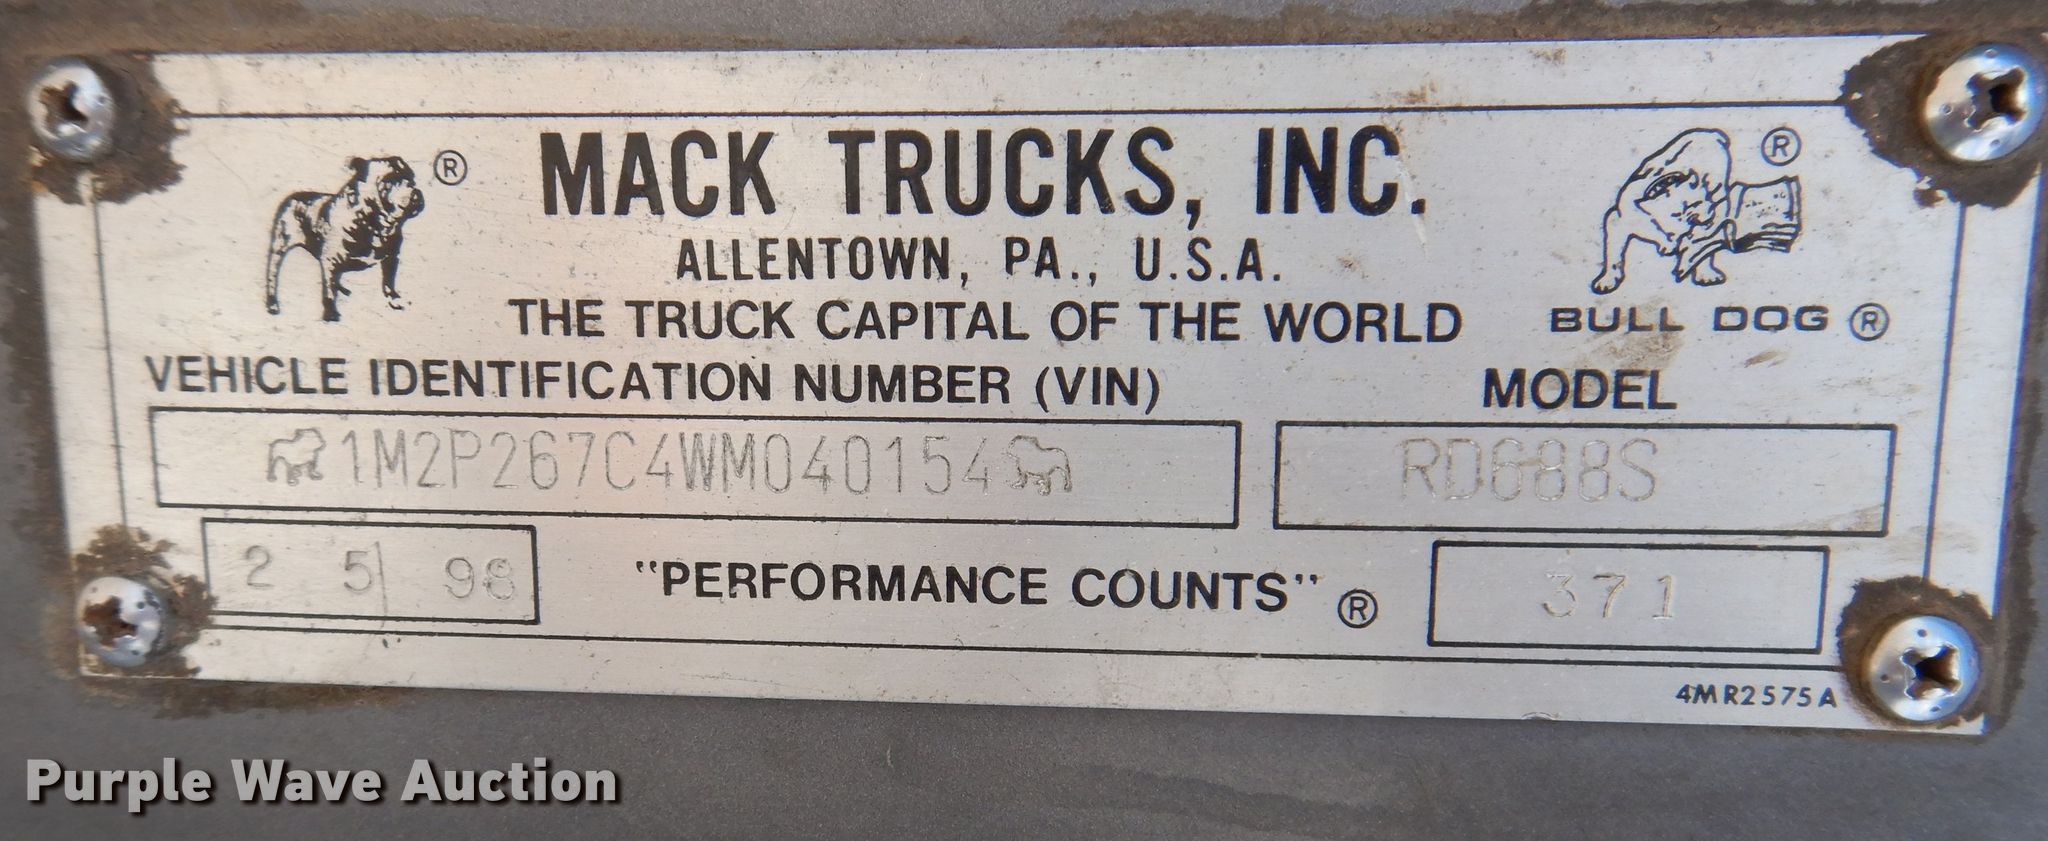 ®
MACK TRUCKS, INC.
®
ALLENTOWN, PA., U.S.A.
THE TRUCK CAPITAL OF THE WORLD
BULL DOG ®
VEHICLE IDENTIFICATION NUMBER (VIN)
MODEL
1M2P267C4WM040154
RD688S
2 5 98
"PERFORMANCE COUNTS" ®
371
4MR2575A
Purple Wave Auction